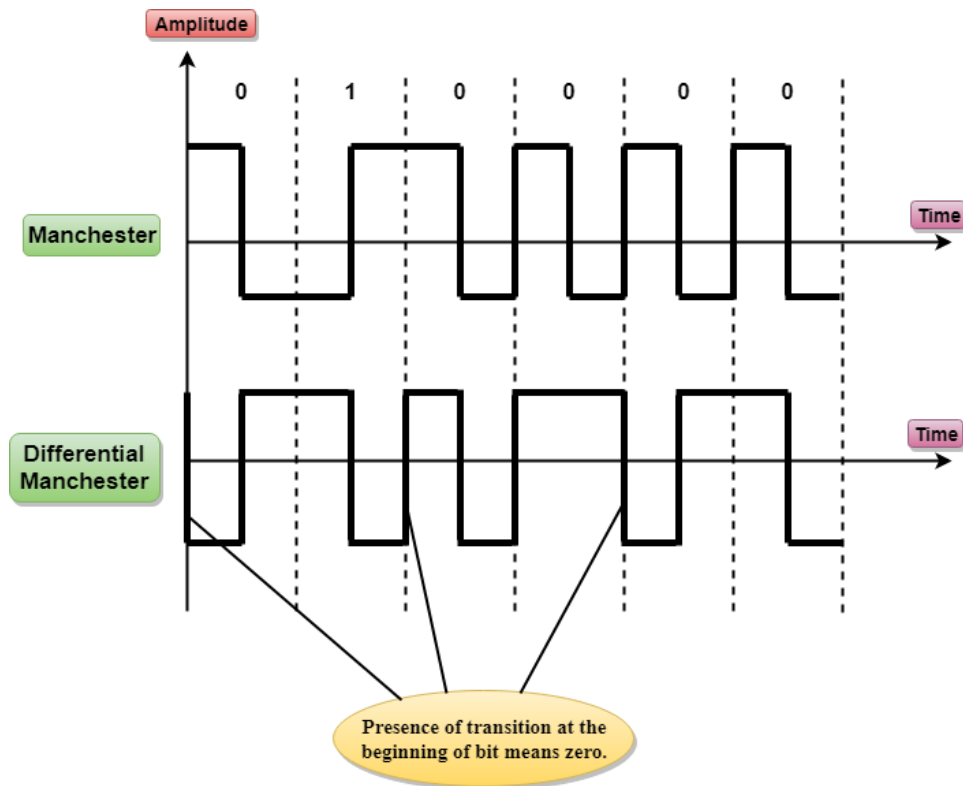 Amplitude
0 1 0 0 0 0
Manchester
Time
Differential
Manchester
Time
Presence of transition at the
beginning of bit means zero.